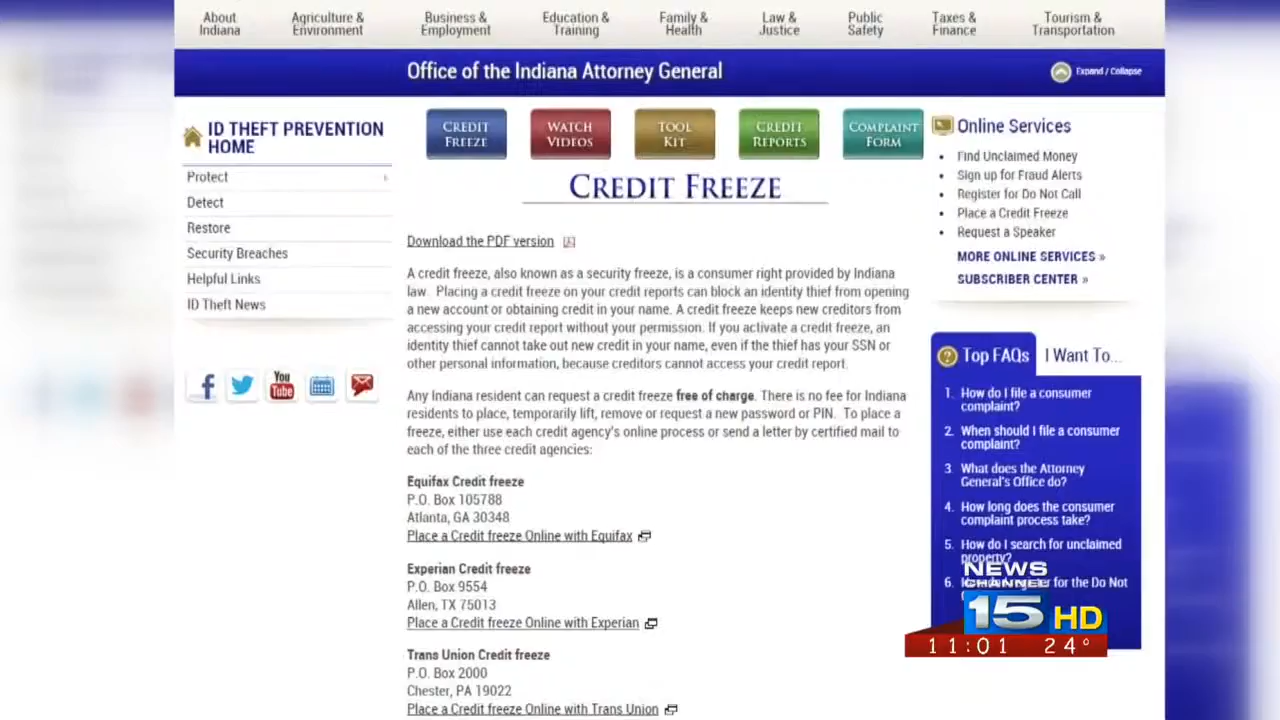 About
Indiana
Agriculture &
Environment
Business &
Employment
Education &
Training
Family &
Health
Law &
Justice
Public
Safety
Taxes &
Finance
Tourism &
Transportation
Office of the Indiana Attorney General
Expand / Collapse
ID THEFT PREVENTION
HOME
Protect
Detect
Restore
Security Breaches
Helpful Links
ID Theft News
f
You
Tube
CREDIT
FREEZE
WATCH
VIDEOS
TOOL
KIT
CREDIT
REPORTS
COMPLAINT
FORM
CREDIT FREEZE
Download the PDF version
A credit freeze, also known as a security freeze, is a consumer right provided by Indiana
law. Placing a credit freeze on your credit reports can block an identity thief from opening
a new account or obtaining credit in your name. A credit freeze keeps new creditors from
accessing your credit report without your permission. If you activate a credit freeze, an
identity thief cannot take out new credit in your name, even if the thief has your SSN or
other personal information, because creditors cannot access your credit report.
Any Indiana resident can request a credit freeze free of charge. There is no fee for Indiana
residents to place, temporarily lift, remove or request a new password or PIN. To place a
freeze, either use each credit agency's online process or send a letter by certified mail to
each of the three credit agencies:
Equifax Credit freeze
P.O. Box 105788
Atlanta, GA 30348
Place a Credit freeze Online with Equifax
Experian Credit freeze
P.O. Box 9554
Allen, TX 75013
Place a Credit freeze Online with Experian
Trans Union Credit freeze
P.O. Box 2000
Chester, PA 19022
Place a Credit freeze Online with Trans Union
Online Services
• Find Unclaimed Money
• Sign up for Fraud Alerts
• Register for Do Not Call
• Place a Credit Freeze
• Request a Speaker
MORE ONLINE SERVICES »
SUBSCRIBER CENTER »
? Top FAQs
I Want To...
1. How do I file a consumer
complaint?
2. When should I file a consumer
complaint?
3. What does the Attorney
General's Office do?
4. How long does the consumer
complaint process take?
5. How do I search for unclaimed
property?
6. for the Do Not
NEWS
CHANNEL
15 HD
11:01 24°